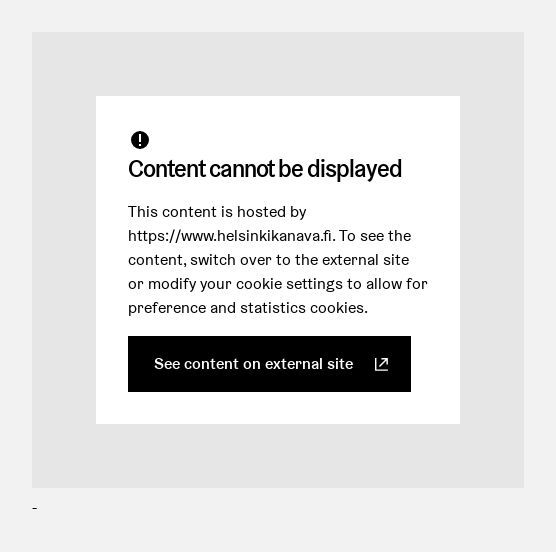 Content cannot be displayed
This content is hosted by
https://www.helsinkikanava.fi. To see the
content, switch over to the external site
or modify your cookie settings to allow for
preference and statistics cookies.
See content on external site
-